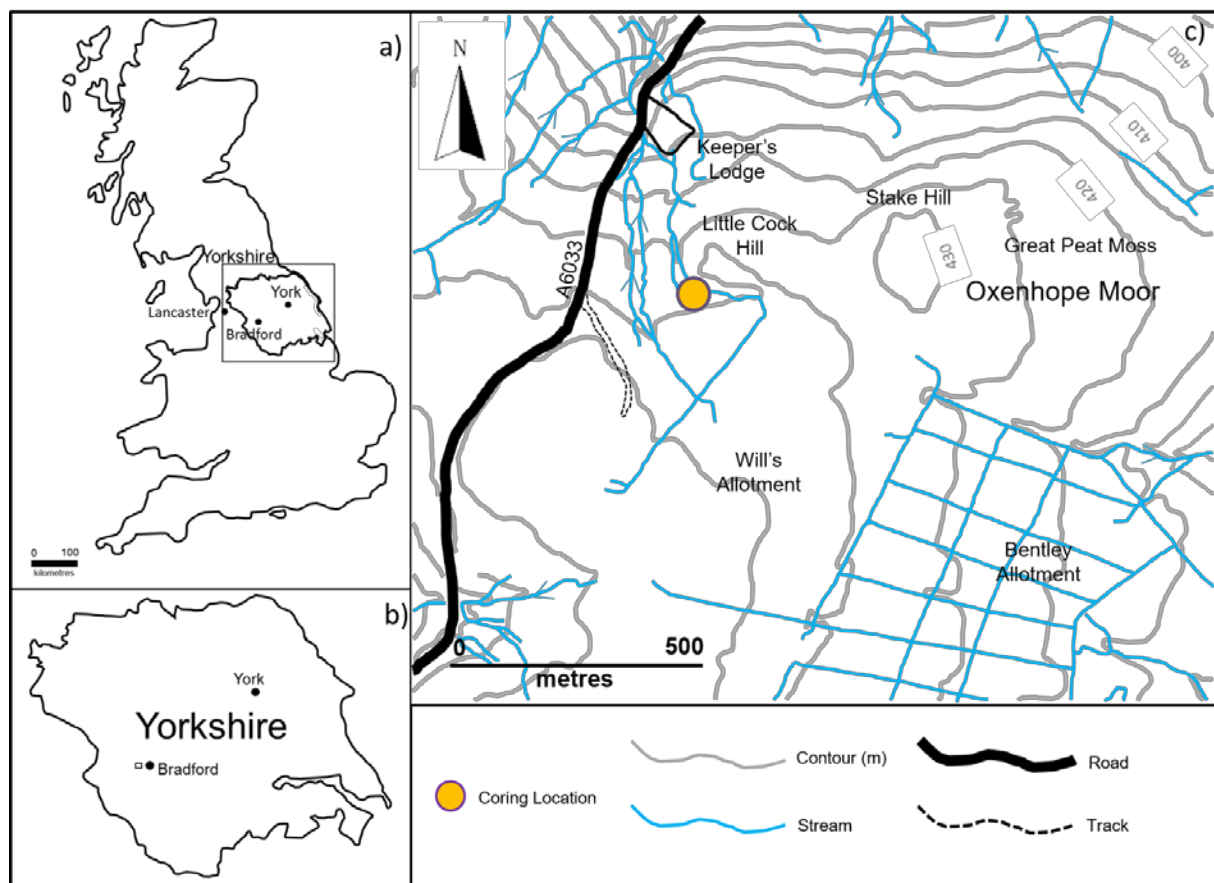 a)
Yorkshire
York
Lancaster
Bradford
0 100
kilometres
b)
York
Yorkshire
Bradford
c)
N
400
410
420
430
Keeper's
Lodge
Stake Hill
Little Cock
Hill
Great Peat Moss
Oxenhope Moor
A6033
Will's
Allotment
Bentley
Allotment
0 500
metres
Coring Location
Contour (m)
Stream
Road
Track